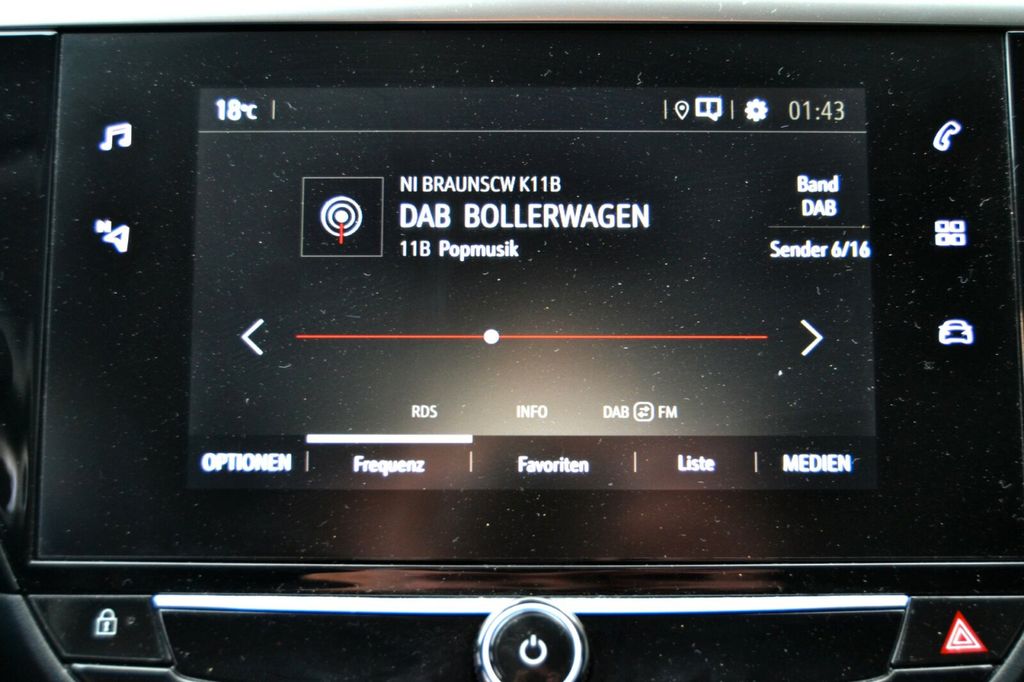 18°C
01:43
NI BRAUNSCW K11B
DAB BOLLERWAGEN
11B Popmusik
Band
DAB
Sender 6/16
RDS INFO DAB FM
OPTIONEN Frequenz Favoriten Liste MEDIEN